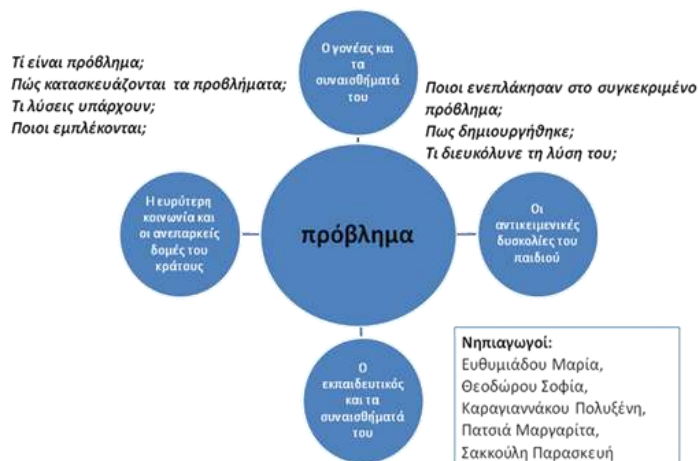 Ο γονέας και
τα
συναισθήματά
του
Τί είναι πρόβλημα;
Πώς κατασκευάζονται τα προβλήματα;
Τι λύσεις υπάρχουν;
Ποιοι εμπλέκονται;
Ποιοι ενεπλάκησαν στο συγκεκριμένο
πρόβλημα;
Πως δημιουργήθηκε;
Τι διευκόλυνε τη λύση του;
Η ευρύτερη
κοινωνία και
οι ανεπαρκείς
δομές του
κράτους
πρόβλημα
Οι
αντικειμενικές
δυσκολίες του
παιδιού
Ο
εκπαιδευτικός
και τα
συναισθήματά
του
Νηπιαγωγοί:
Ευθυμιάδου Μαρία,
Θεοδώρου Σοφία,
Καραγιαννάκου Πολυξένη,
Πατσιά Μαργαρίτα,
Σακκούλη Παρασκευή